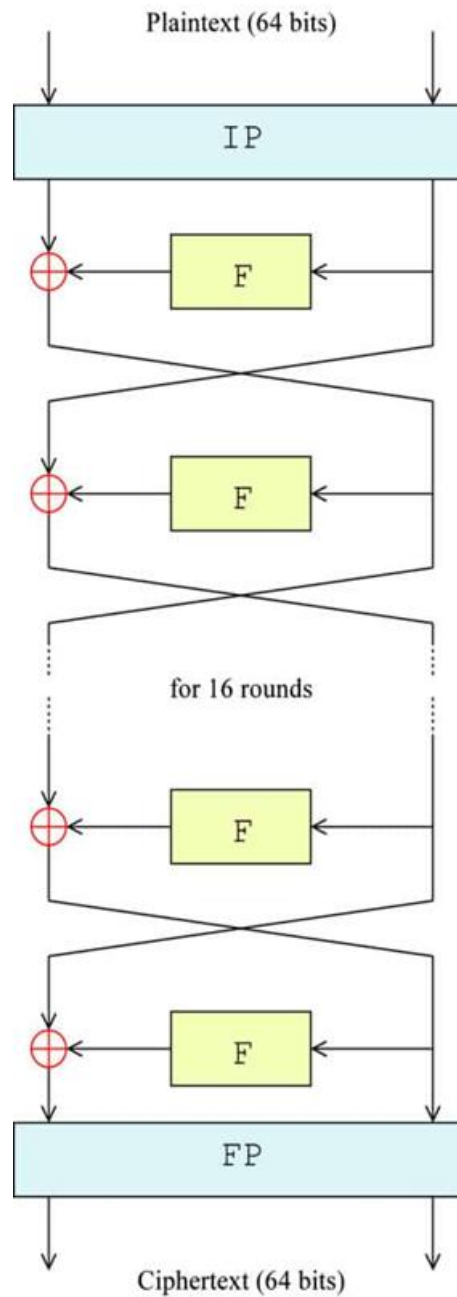 Plaintext (64 bits)
IP
F
F
for 16 rounds
F
F
FP
Ciphertext (64 bits)